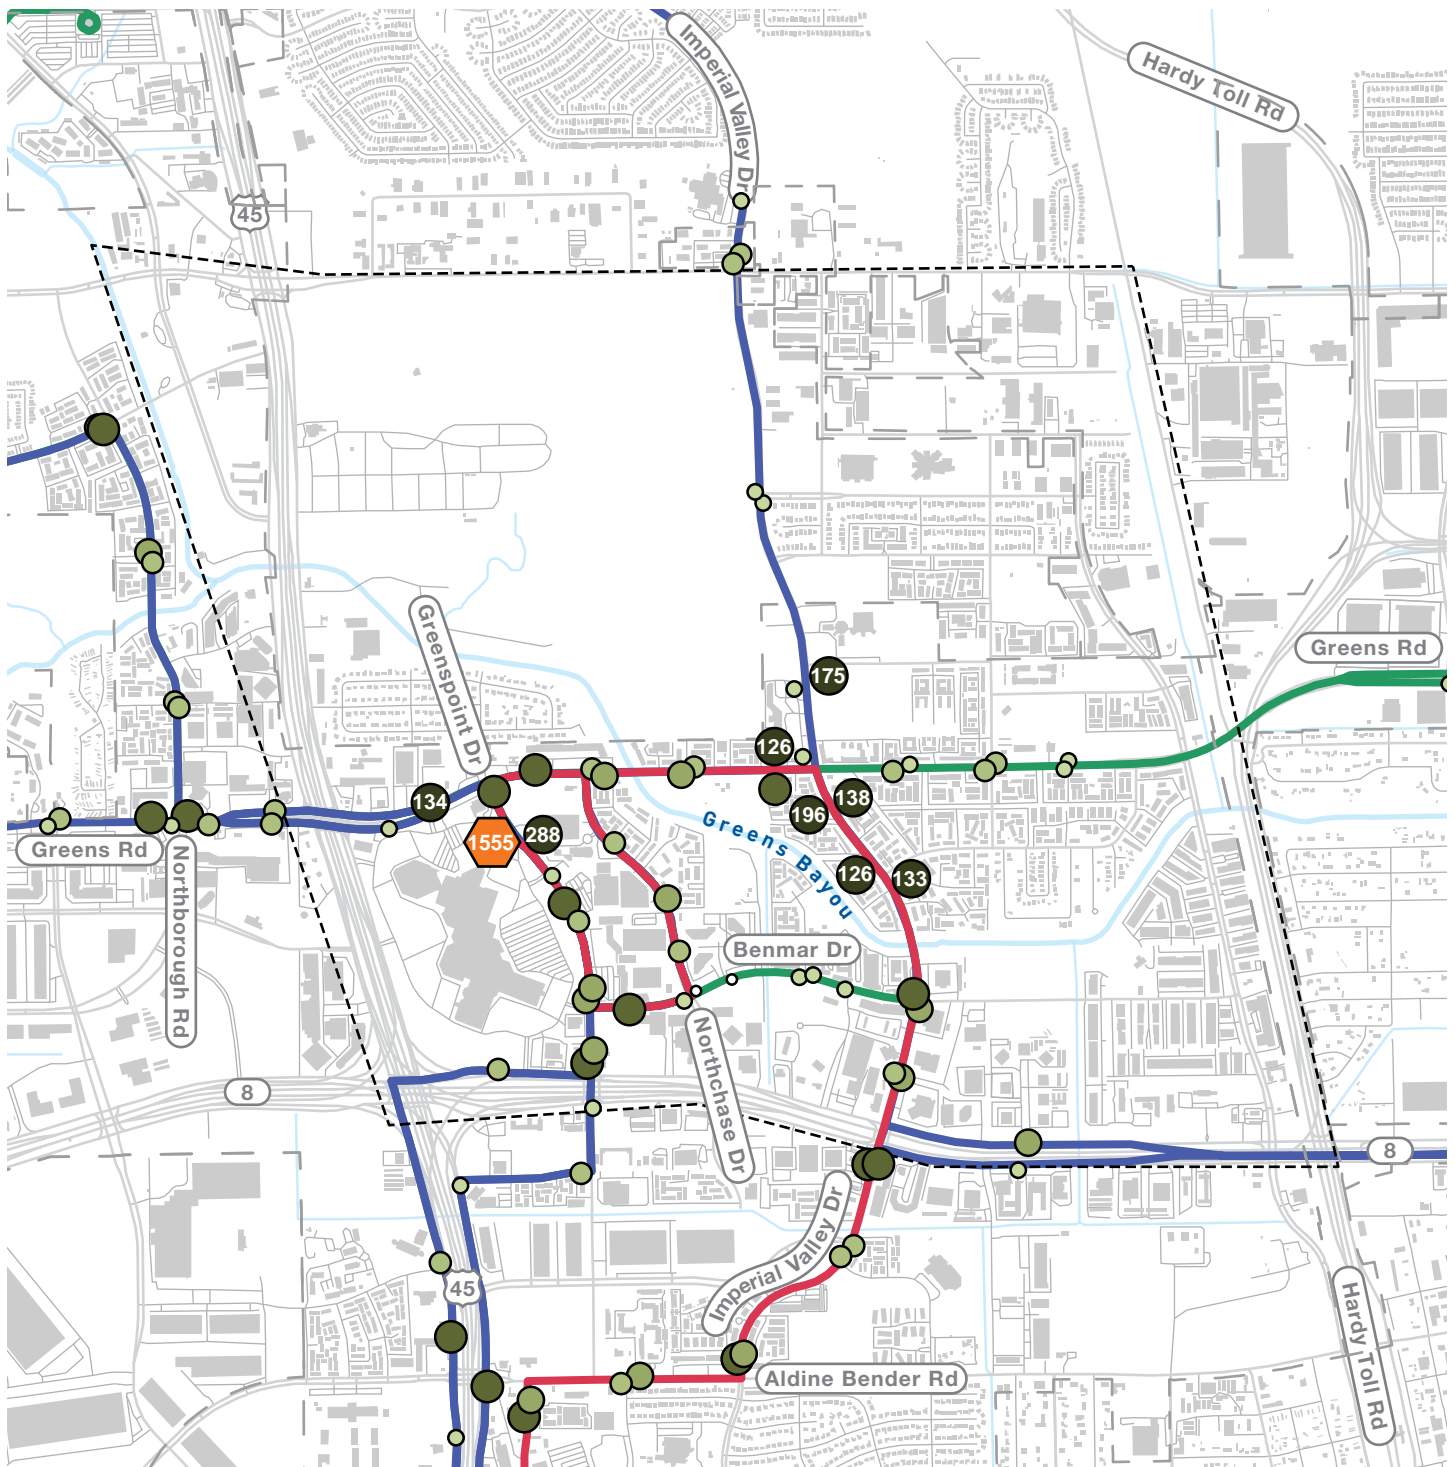 Imperial Valley Dr
Hardy Toll Rd
45
Greens Rd
Greenspoint Dr
175
126
134
138
196
288
1555
Greens Bayou
126
133
Greens Rd
Northborough Rd
Benmar Dr
Northchase Dr
8
8
Imperial Valley Dr
45
Hardy Toll Rd
Aldine Bender Rd